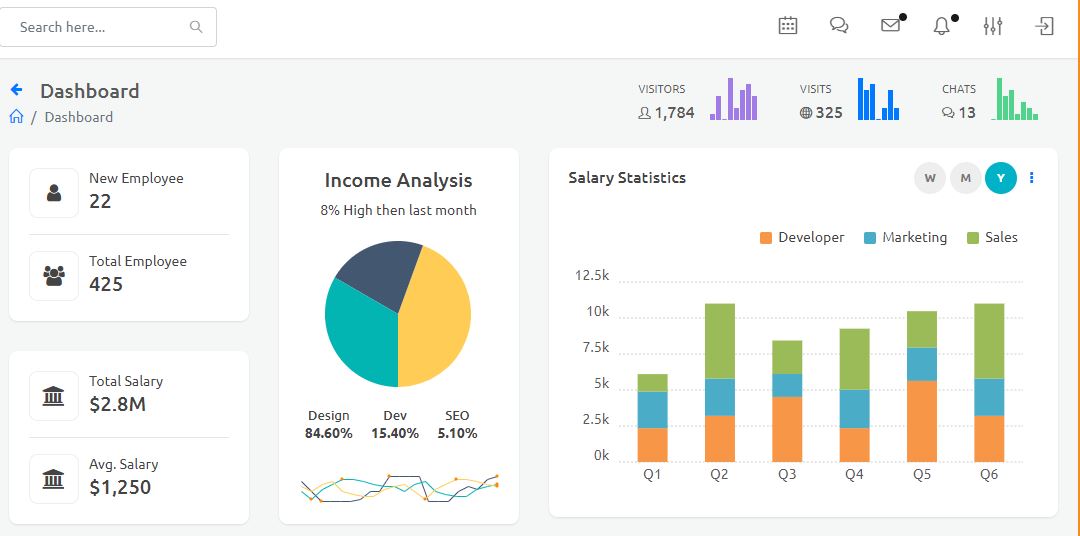 Search here...
Dashboard
/ Dashboard
VISITORS
1,784
VISITS
325
CHATS
13
New Employee
22
Total Employee
425
Total Salary
$2.8M
Avg. Salary
$1,250
Income Analysis
8% High then last month
Design Dev SEO
84.60% 15.40% 5.10%
Salary Statistics
W M Y
Developer Marketing Sales
12.5k
10k
7.5k
5k
2.5k
0k
Q1 Q2 Q3 Q4 Q5 Q6